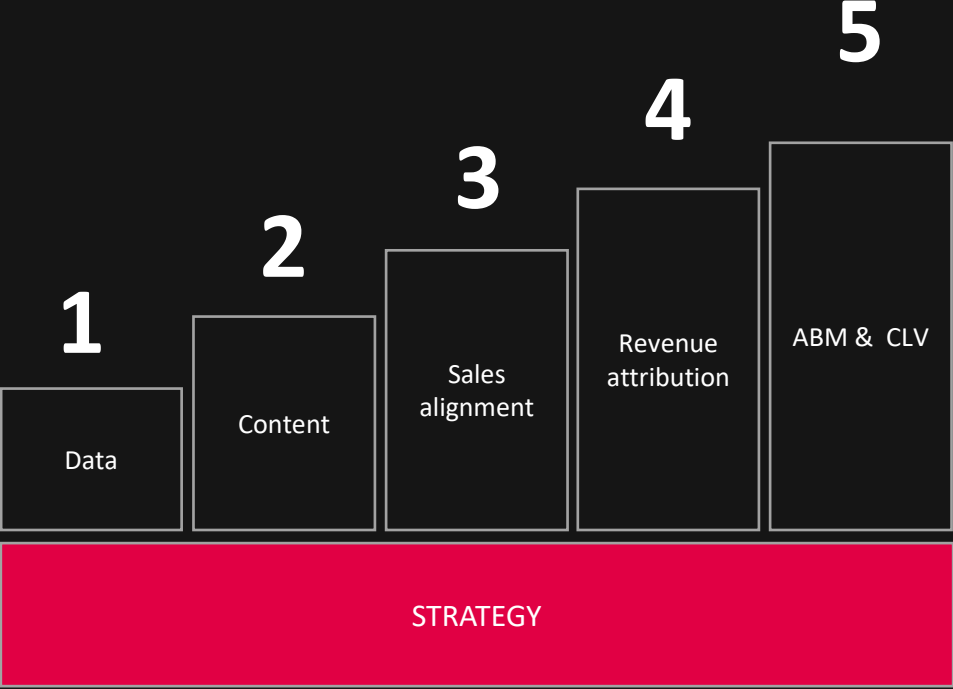 1
Data
2
Content
3
Sales
alignment
4
Revenue
attribution
5
ABM & CLV
STRATEGY